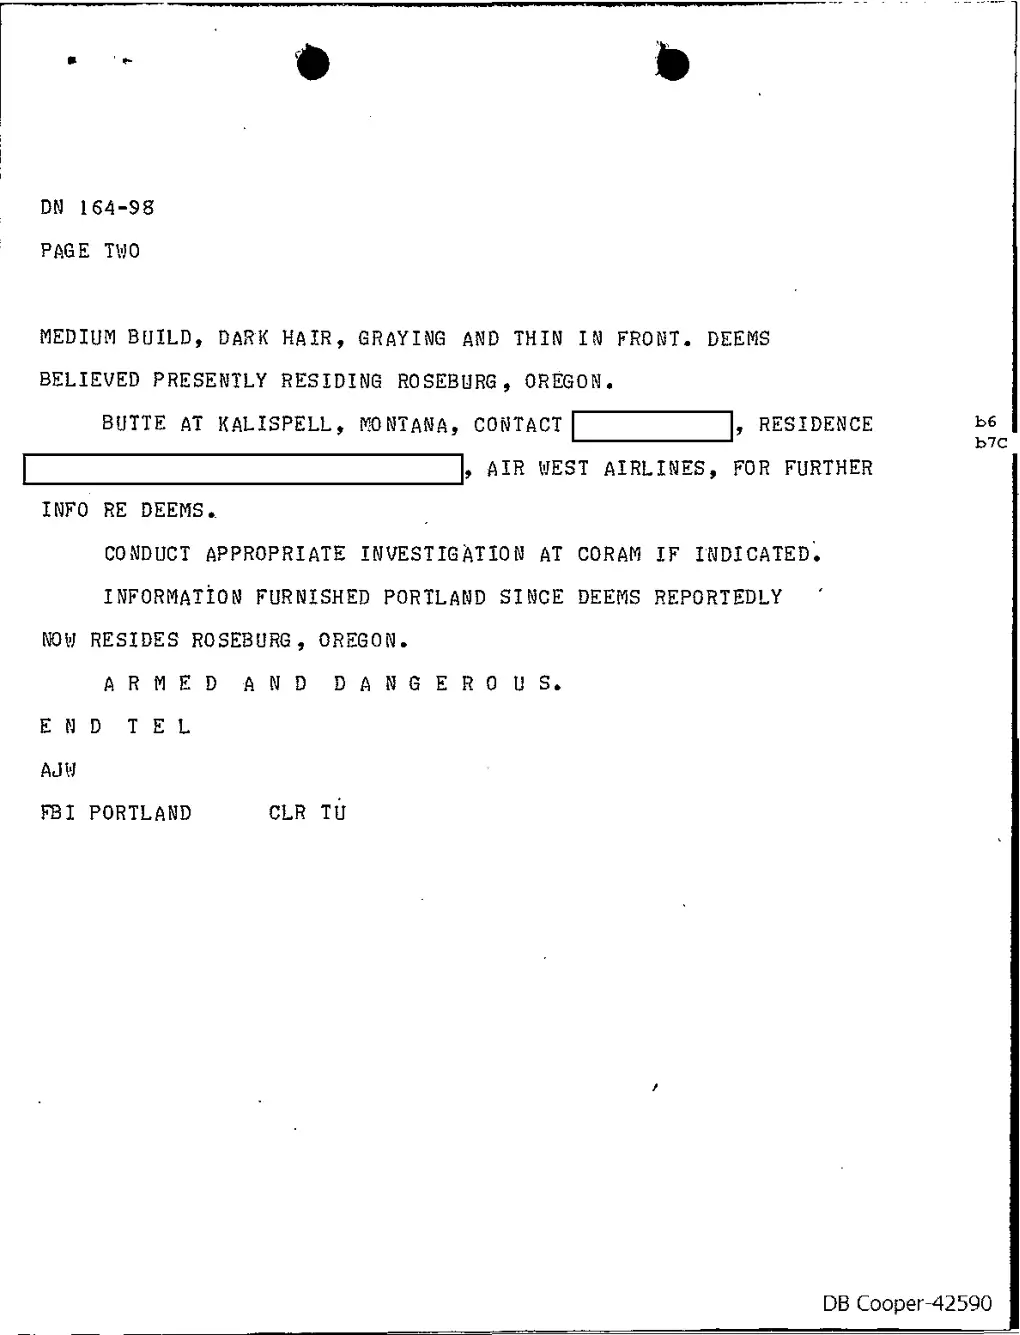 DN 164-98
PAGE TWO
MEDIUM BUILD, DARK HAIR, GRAYING AND THIN IN FRONT. DEEMS
BELIEVED PRESENTLY RESIDING ROSEBURG, OREGON.
BUTTE AT KALISPELL, MONTANA, CONTACT , RESIDENCE
b6
b7C
, AIR WEST AIRLINES, FOR FURTHER
INFO RE DEEMS.
CONDUCT APPROPRIATE INVESTIGATION AT CORAM IF INDICATED.
INFORMATION FURNISHED PORTLAND SINCE DEEMS REPORTEDLY
NOW RESIDES ROSEBURG, OREGON.
A R M E D A N D D A N G E R O U S.
E N D T E L
AJW
FBI PORTLAND CLR TU
DB Cooper-42590